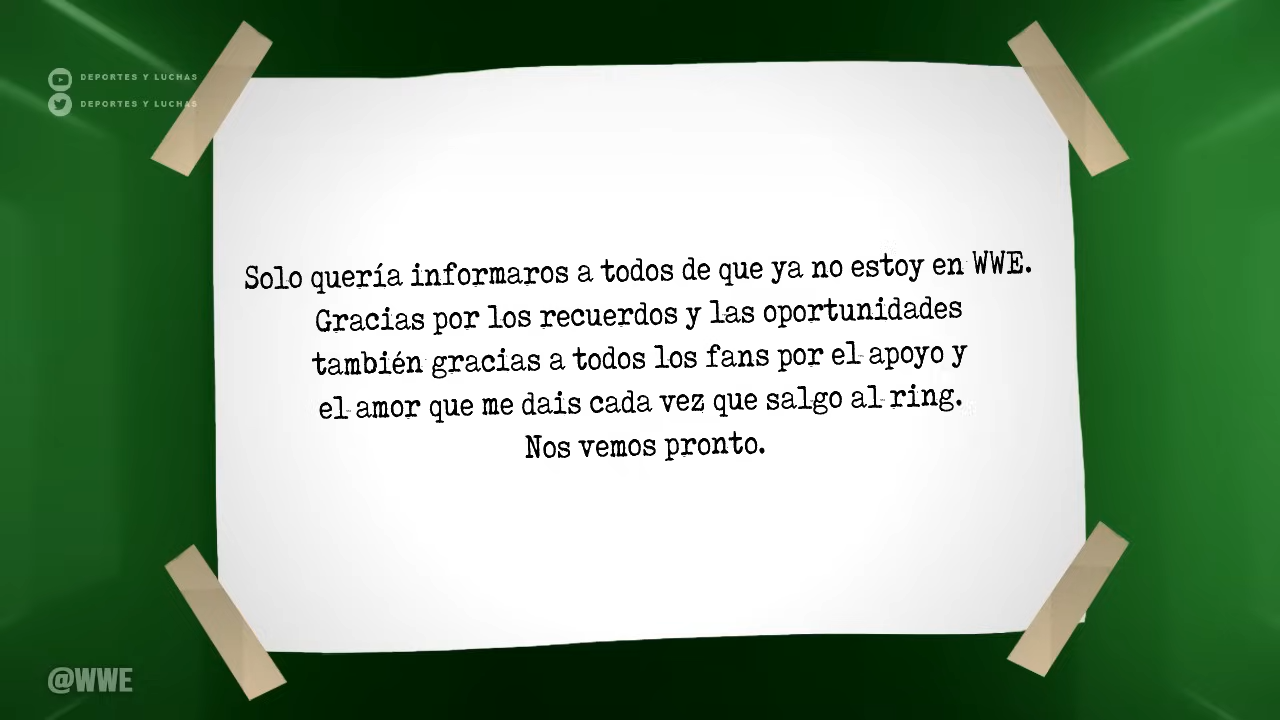 DEPORTES Y LUCHAS
DEPORTES Y LUCHAS
Solo quería informaros a todos de que ya no estoy en WWE.
Gracias por los recuerdos y las oportunidades
también gracias a todos los fans por el apoyo y
el amor que me dais cada vez que salgo al ring.
Nos vemos pronto.
@WWE